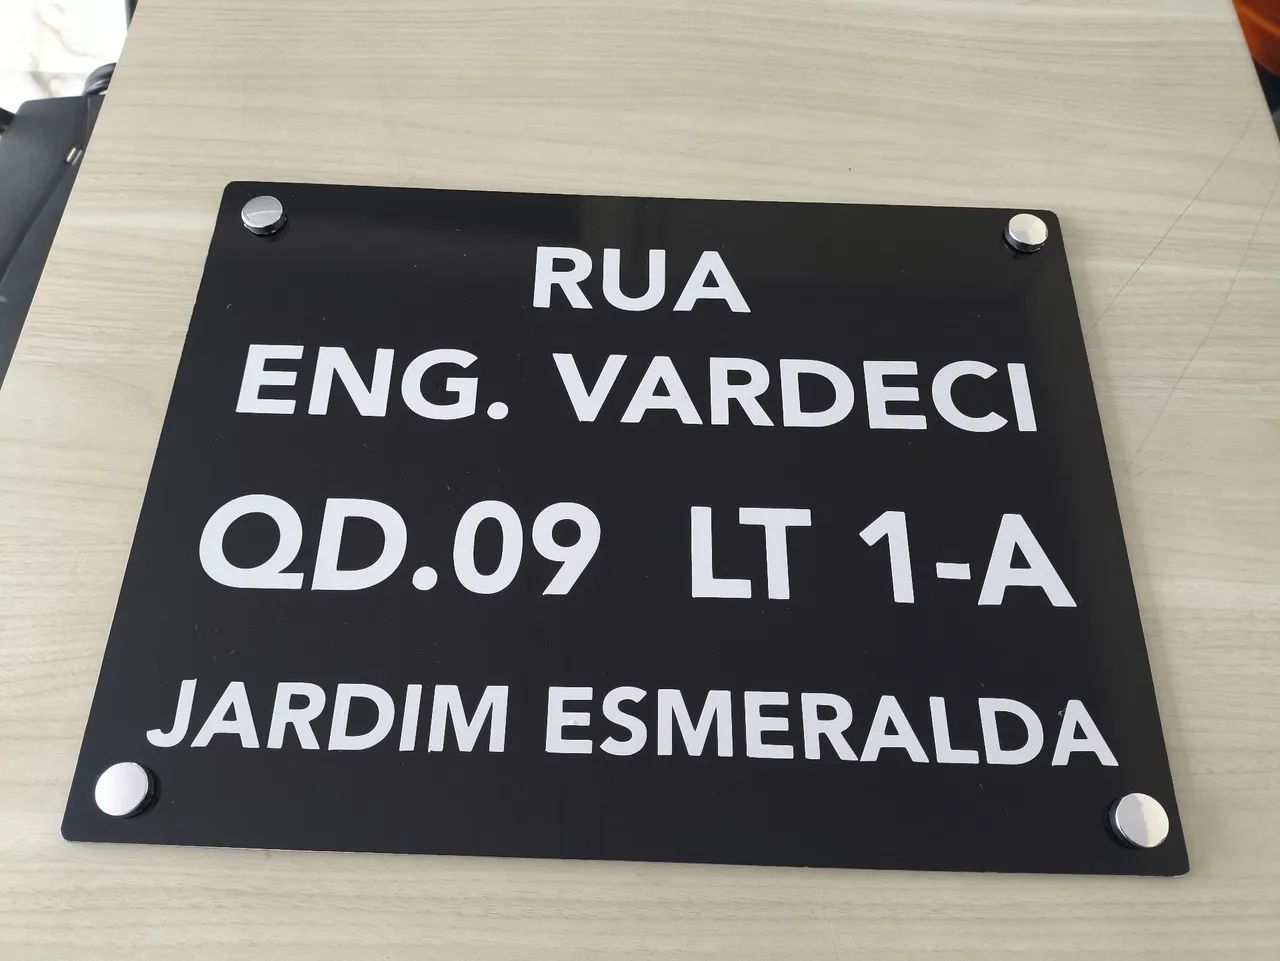 RUA
ENG. VARDECI
QD.09 LT 1-A
JARDIM ESMERALDA